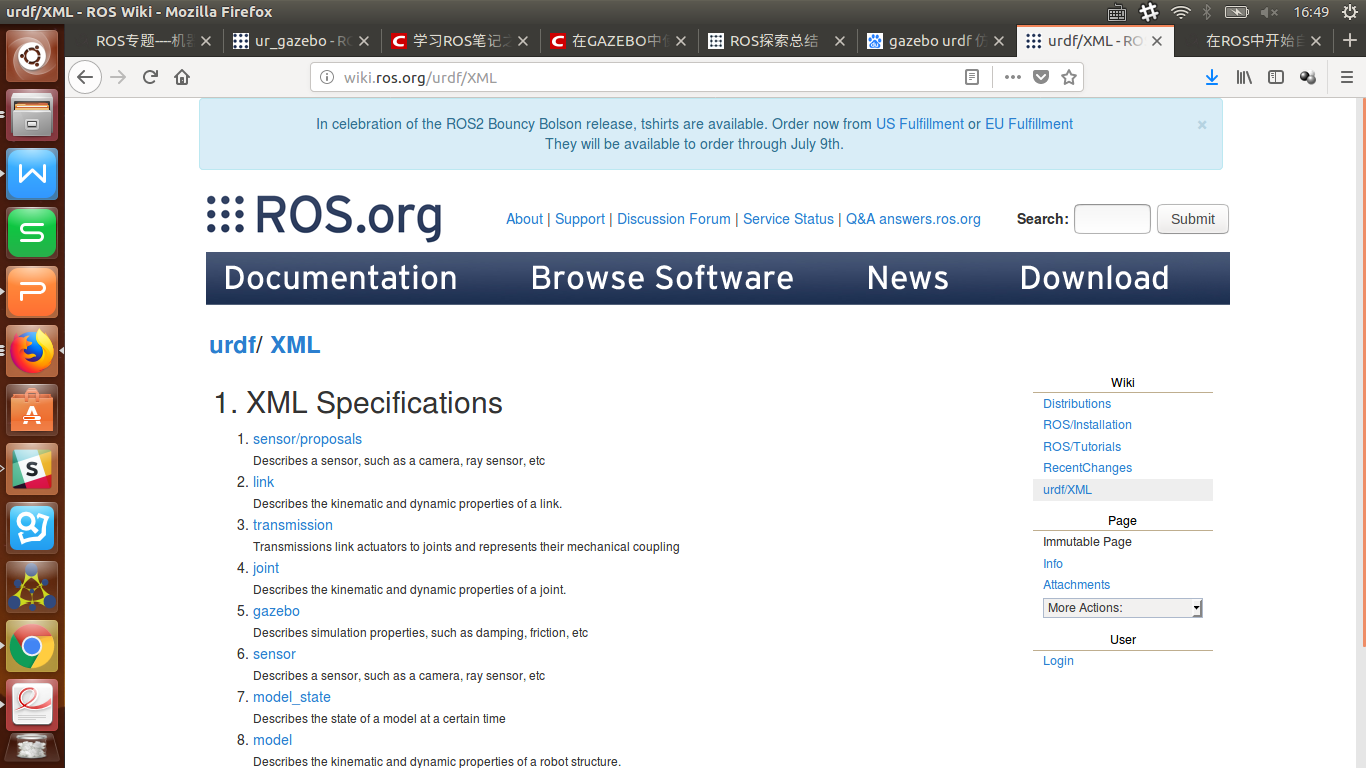 urdf/XML - ROS Wiki - Mozilla Firefox
16:49
ROS专题----机器
ur_gazebo - RO
学习ROS笔记之
在GAZEBO中仿
ROS探索总结
gazebo urdf 仿
urdf/XML - RO
在ROS中开始自
wiki.ros.org/urdf/XML
In celebration of the ROS2 Bouncy Bolson release, tshirts are available. Order now from US Fulfillment or EU Fulfillment
They will be available to order through July 9th.
ROS.org
About | Support | Discussion Forum | Service Status | Q&A answers.ros.org
Search:
Submit
Documentation
Browse Software
News
Download
urdf/ XML
1. XML Specifications
1. sensor/proposals
Describes a sensor, such as a camera, ray sensor, etc
2. link
Describes the kinematic and dynamic properties of a link.
3. transmission
Transmissions link actuators to joints and represents their mechanical coupling
4. joint
Describes the kinematic and dynamic properties of a joint.
5. gazebo
Describes simulation properties, such as damping, friction, etc
6. sensor
Describes a sensor, such as a camera, ray sensor, etc
7. model_state
Describes the state of a model at a certain time
8. model
Describes the kinematic and dynamic properties of a robot structure.
Wiki
Distributions
ROS/Installation
ROS/Tutorials
RecentChanges
urdf/XML
Page
Immutable Page
Info
Attachments
More Actions:
User
Login